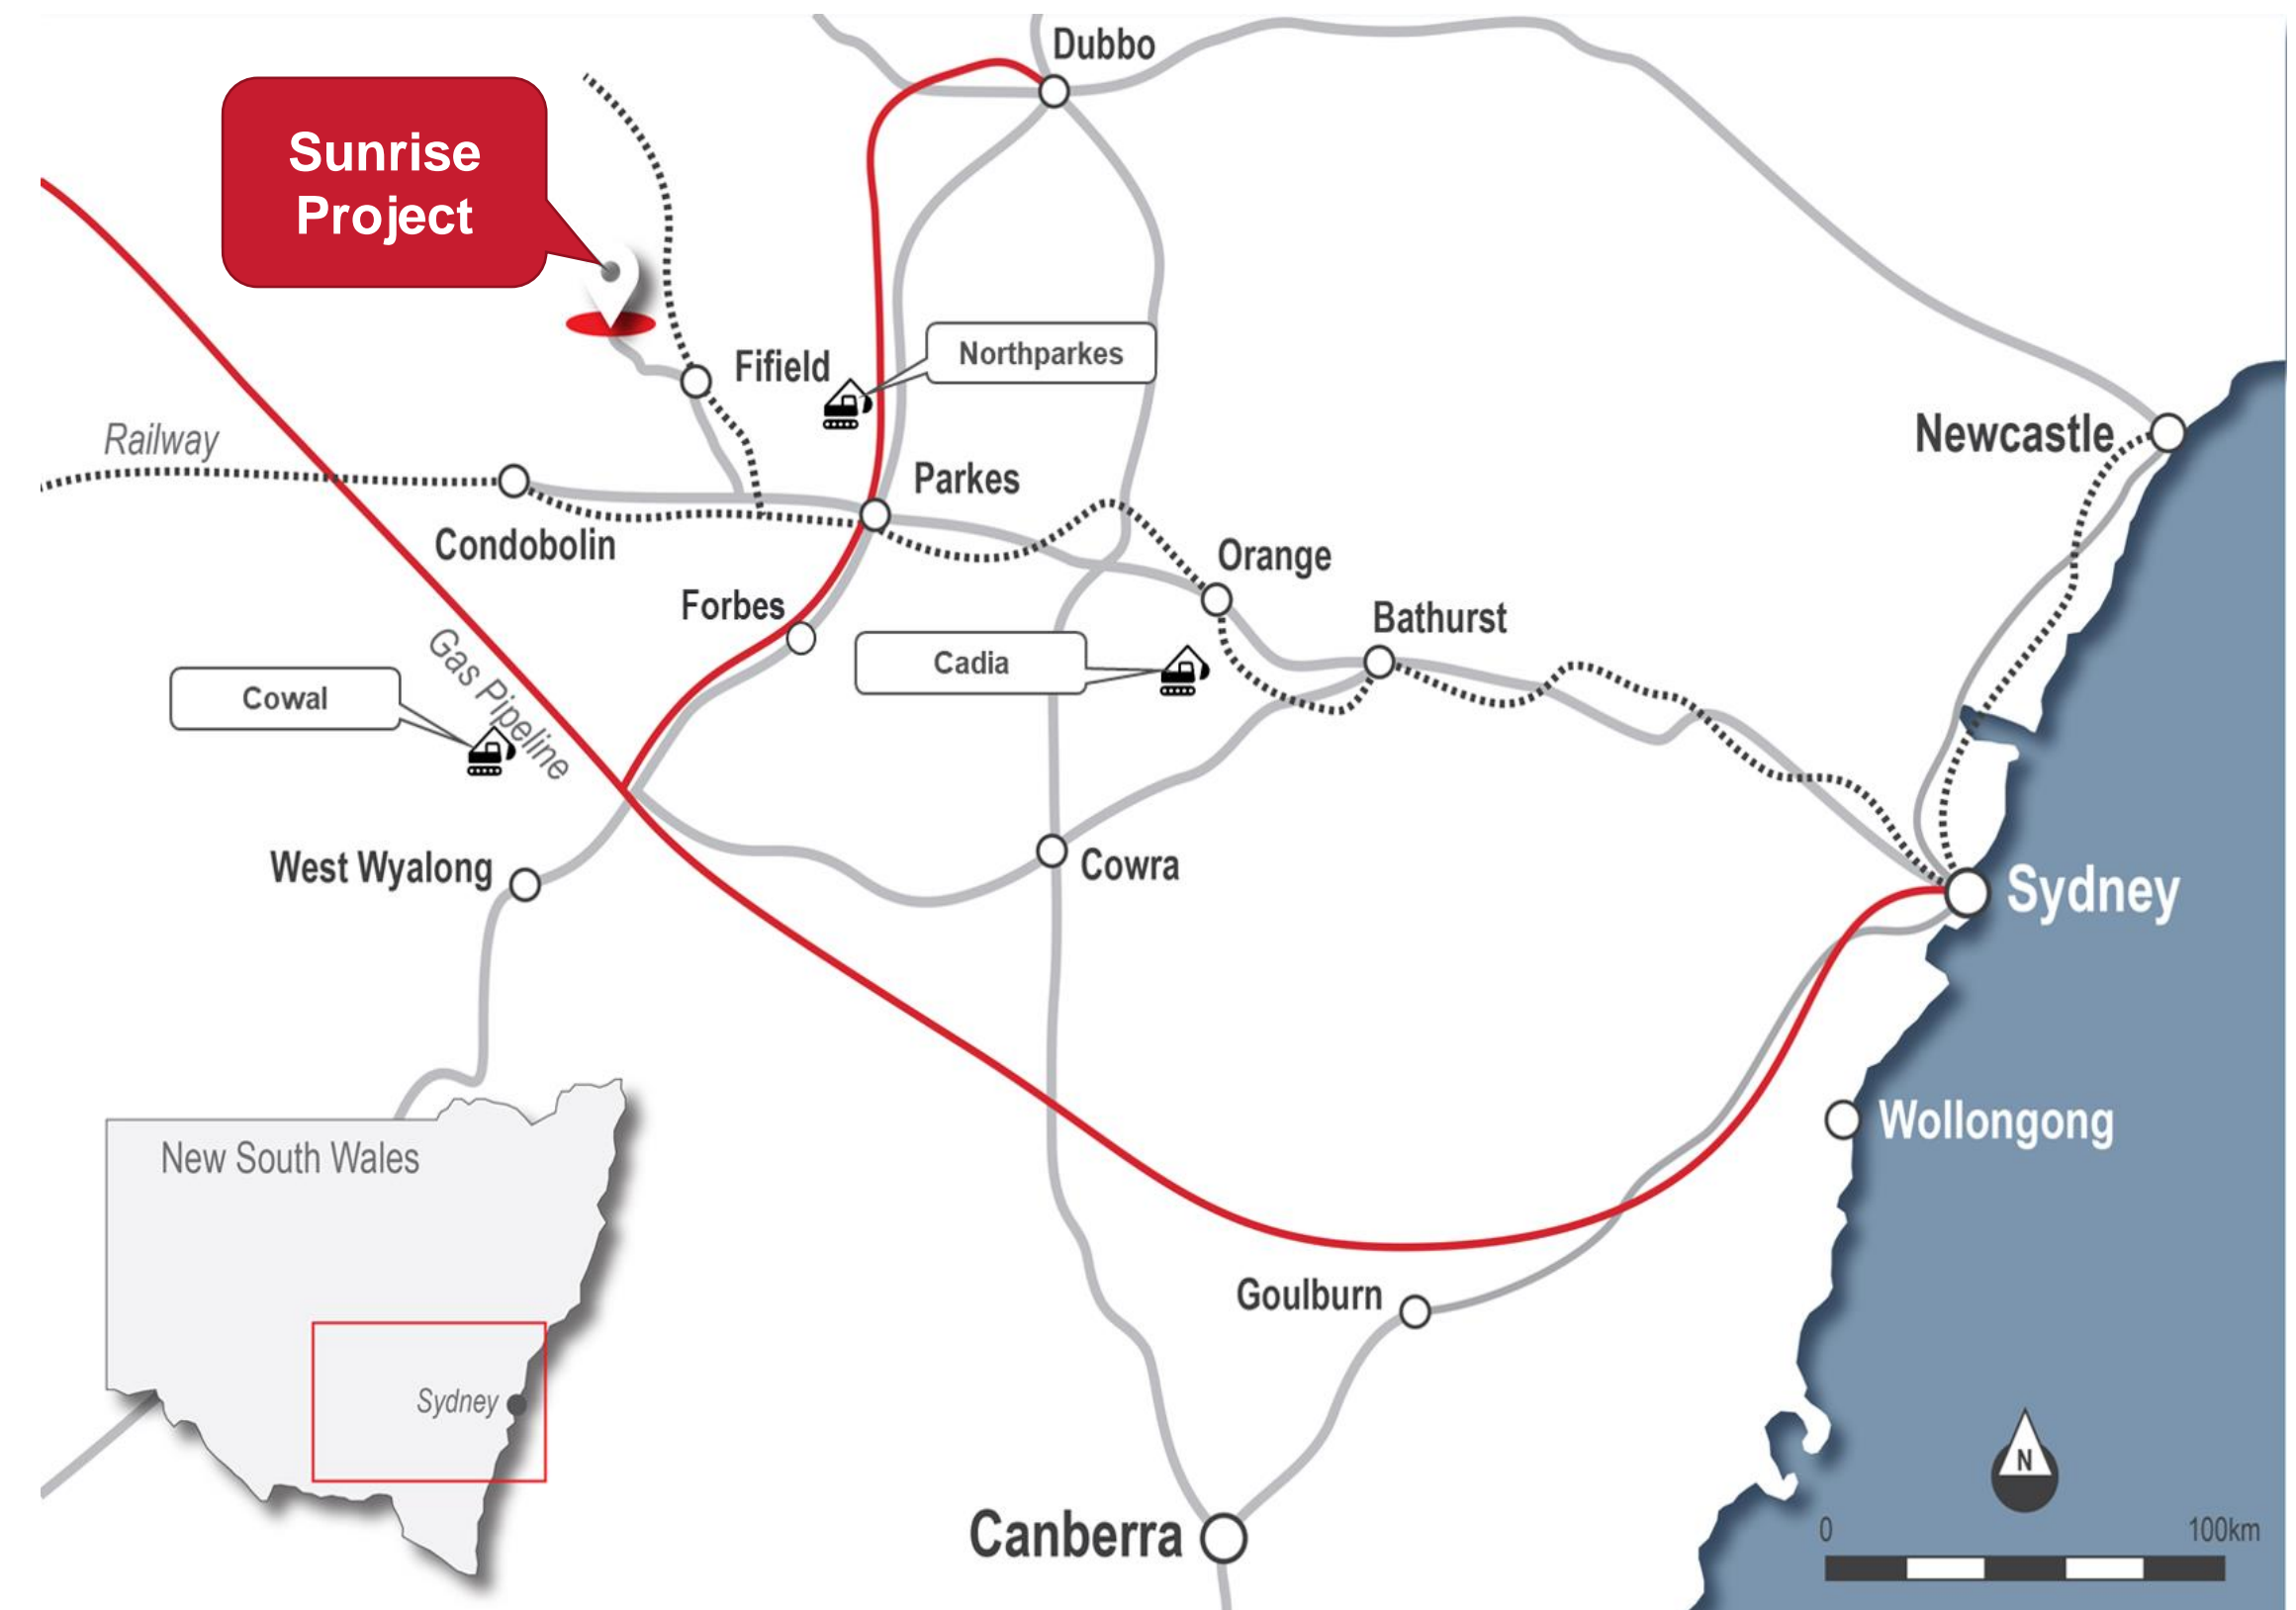 Dubbo
Sunrise
Project
Northparkes
Fifield
Railway
Newcastle
Parkes
Condobolin
Orange
Forbes
Bathurst
Cadia
Gas Pipeline
Cowal
West Wyalong
Cowra
Sydney
Wollongong
New South Wales
Goulburn
Sydney
N
Canberra
0 100km